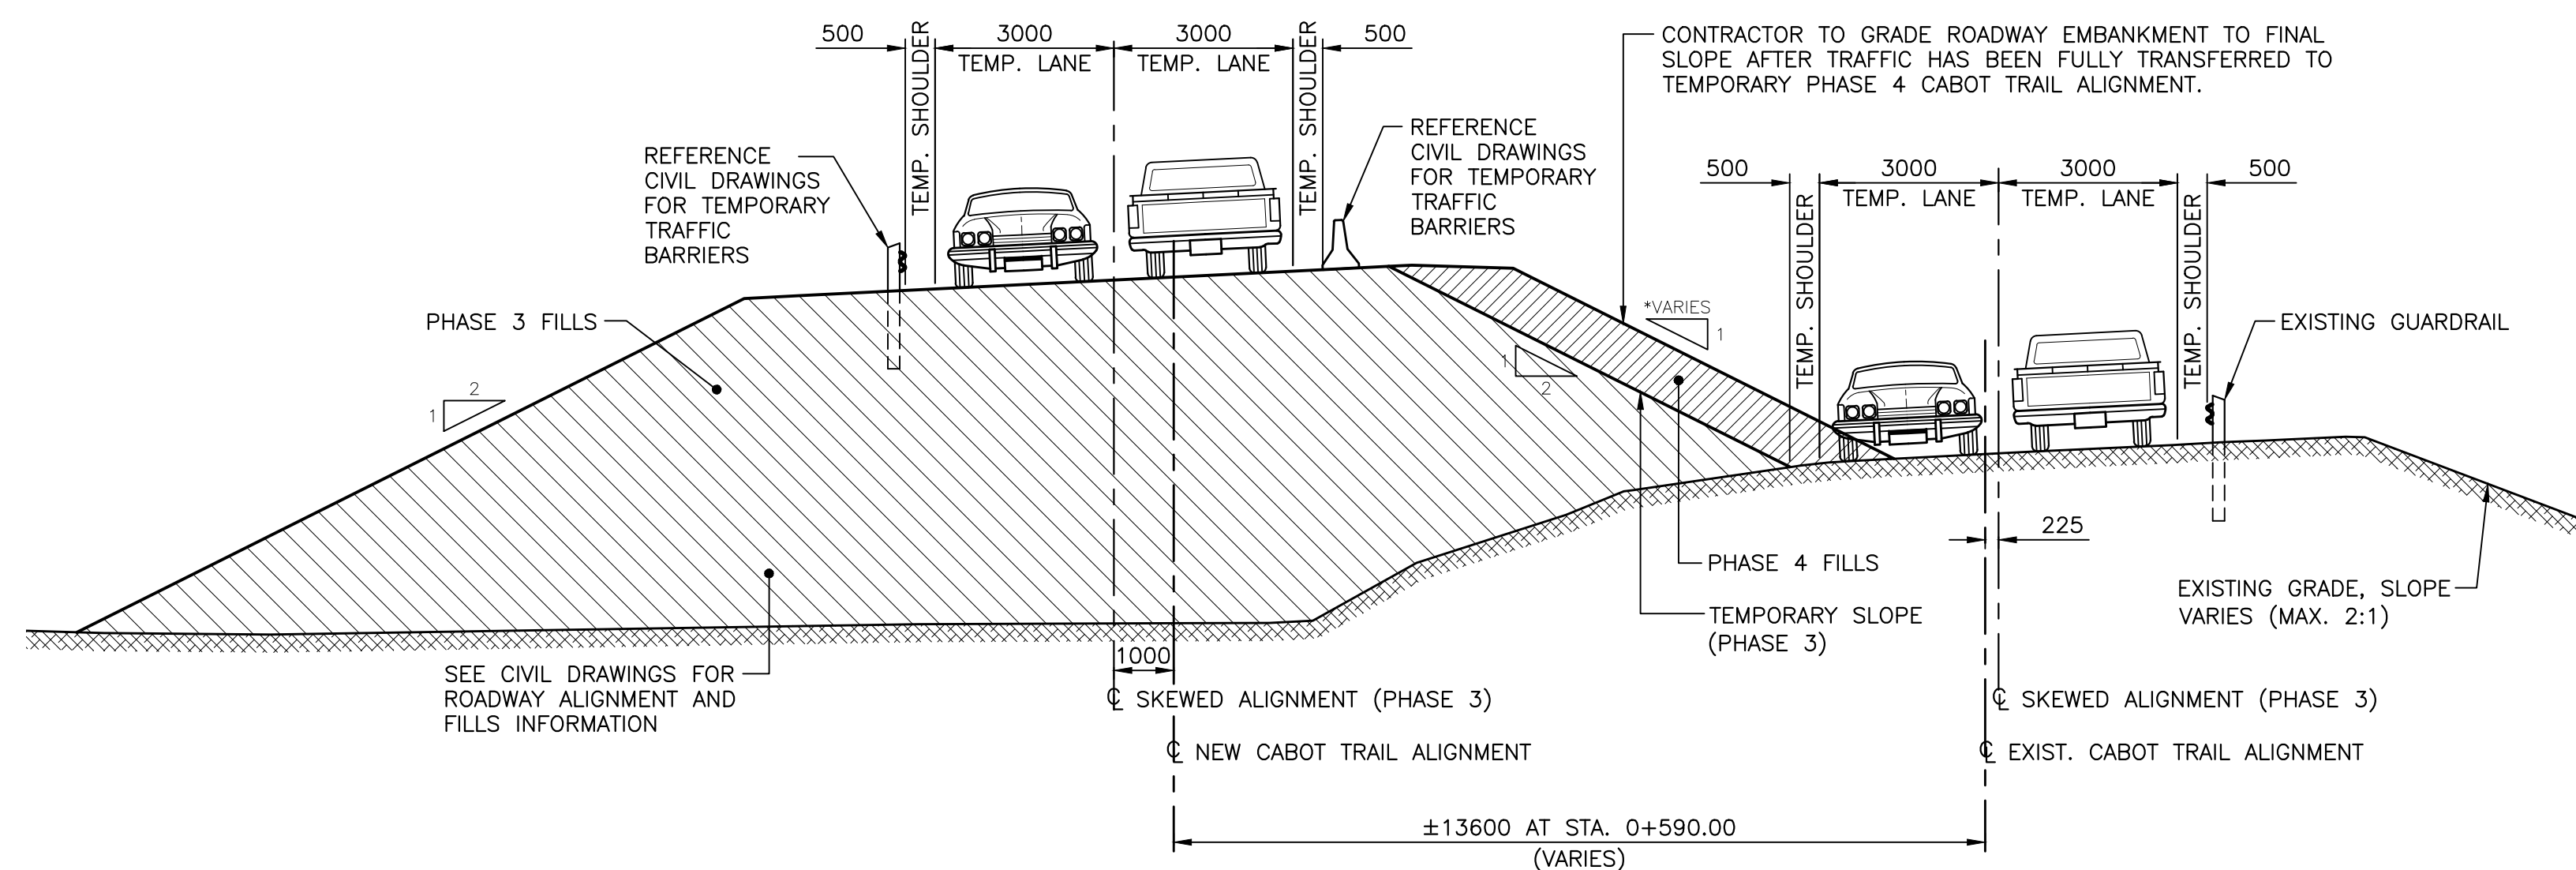 500
TEMP. SHOULDER
3000
TEMP. LANE
3000
TEMP. LANE
TEMP. SHOULDER
500
CONTRACTOR TO GRADE ROADWAY EMBANKMENT TO FINAL
SLOPE AFTER TRAFFIC HAS BEEN FULLY TRANSFERRED TO
TEMPORARY PHASE 4 CABOT TRAIL ALIGNMENT.
REFERENCE
CIVIL DRAWINGS
FOR TEMPORARY
TRAFFIC
BARRIERS
REFERENCE
CIVIL DRAWINGS
FOR TEMPORARY
TRAFFIC
BARRIERS
500
TEMP. SHOULDER
3000
TEMP. LANE
3000
TEMP. LANE
TEMP. SHOULDER
500
PHASE 3 FILLS
*VARIES
1
EXISTING GUARDRAIL
1
2
2
1
225
PHASE 4 FILLS
EXISTING GRADE, SLOPE
VARIES (MAX. 2:1)
TEMPORARY SLOPE
(PHASE 3)
SEE CIVIL DRAWINGS FOR
ROADWAY ALIGNMENT AND
FILLS INFORMATION
1000
℄ SKEWED ALIGNMENT (PHASE 3)
℄ SKEWED ALIGNMENT (PHASE 3)
℄ NEW CABOT TRAIL ALIGNMENT
℄ EXIST. CABOT TRAIL ALIGNMENT
±13600 AT STA. 0+590.00
(VARIES)